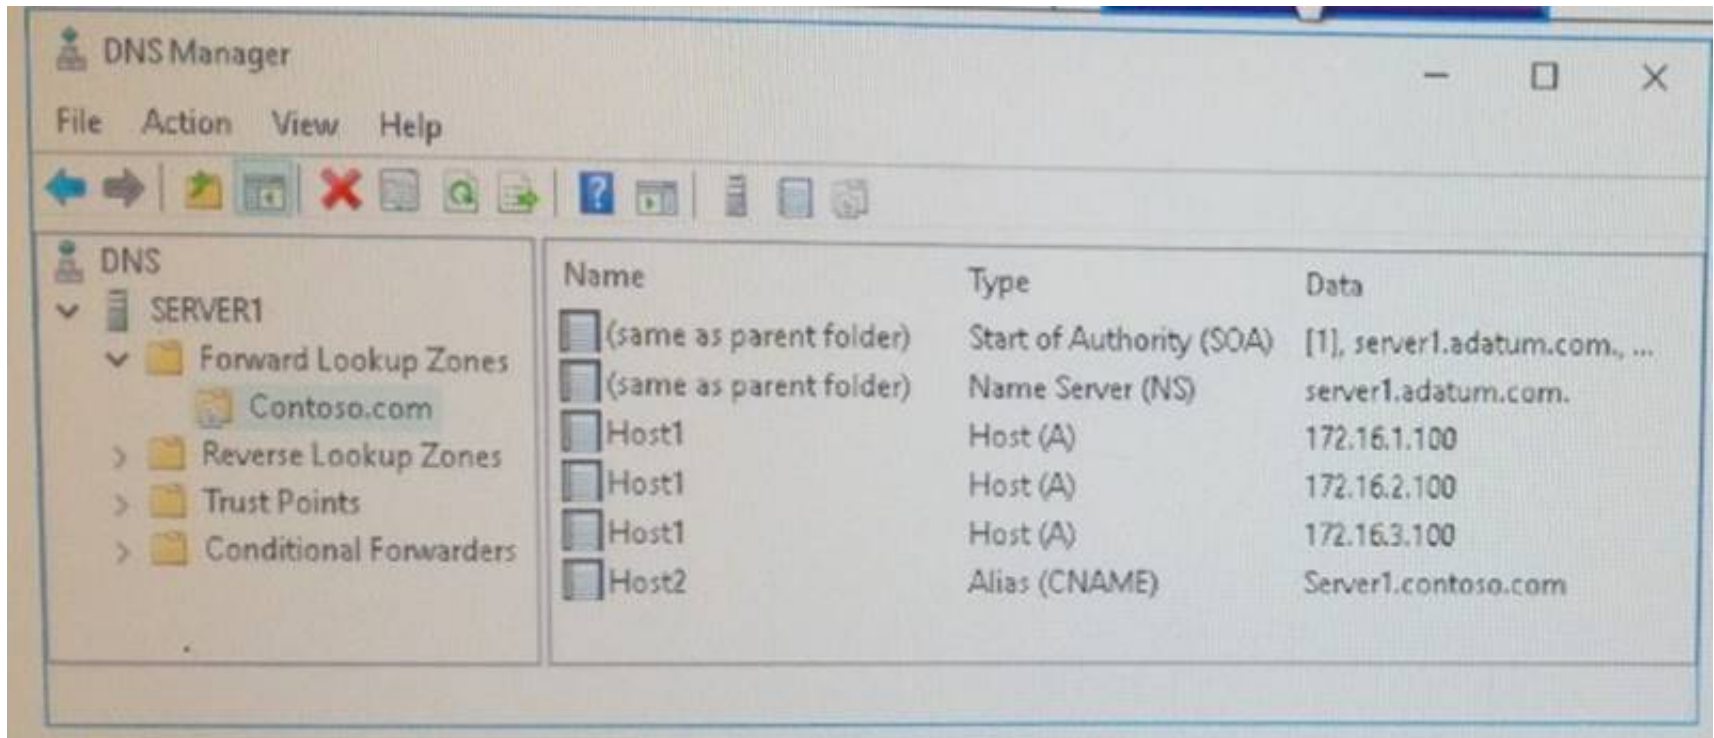 DNS Manager
File Action View Help
DNS
SERVER1
Forward Lookup Zones
Contoso.com
Reverse Lookup Zones
Trust Points
Conditional Forwarders
Name Type Data
(same as parent folder) Start of Authority (SOA) [1], server1.adatum.com., ...
(same as parent folder) Name Server (NS) server1.adatum.com.
Host1 Host (A) 172.16.1.100
Host1 Host (A) 172.16.2.100
Host1 Host (A) 172.16.3.100
Host2 Alias (CNAME) Server1.contoso.com